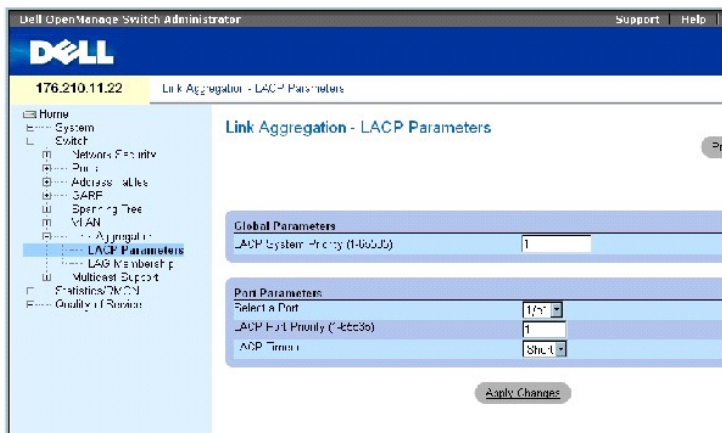 Dell OpenManage Switch Administrator
Support Help
DELL
176.210.11.22
Link Aggregation - LACP Parameters
Home
System
Switch
Network Security
Ports
Address Tables
GARP
Spanning Tree
VLAN
Link Aggregation
LACP Parameters
LAG Membership
Multicast Support
Statistics/RMON
Quality of Service
Link Aggregation - LACP Parameters
Global Parameters
LACP System Priority (1-65535) 1
Port Parameters
Select a Port
LACP Port Priority (1-65535) 1
LACP Timeout Short
Apply Changes